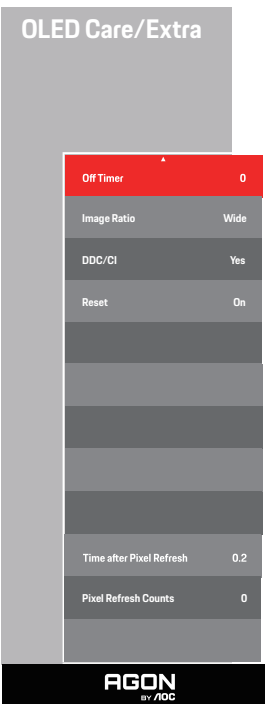 OLED Care/Extra
Off Timer 0
Image Ratio Wide
DDC/CI Yes
Reset On
Time after Pixel Refresh 0.2
Pixel Refresh Counts 0
AGON
BY AOC